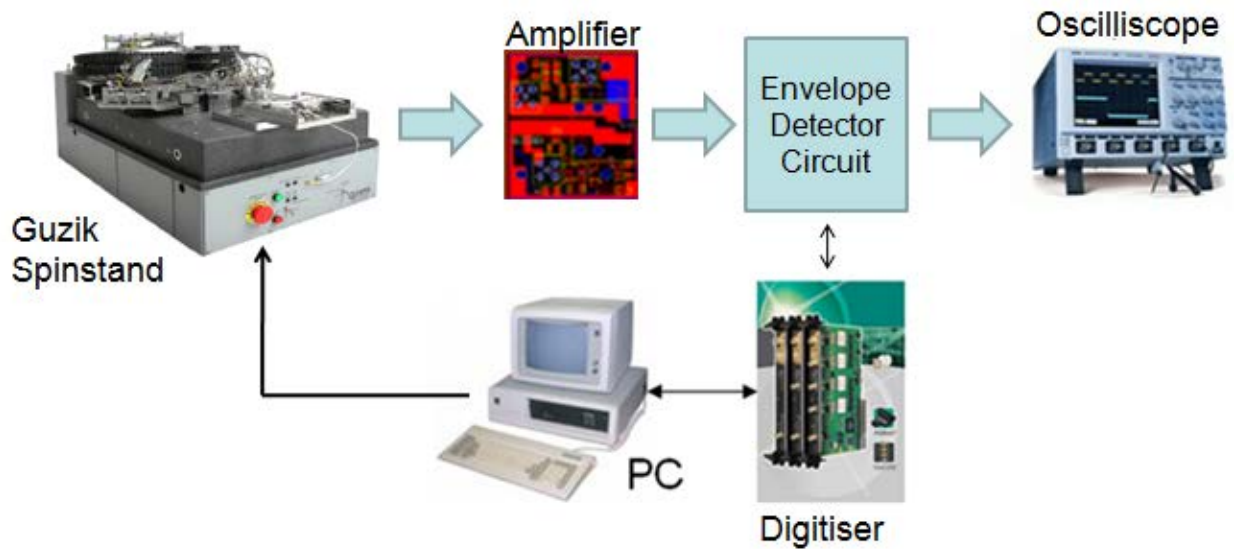 Amplifier
Oscilliscope
Envelope
Detector
Circuit
Guzik
Spinstand
PC
Digitiser